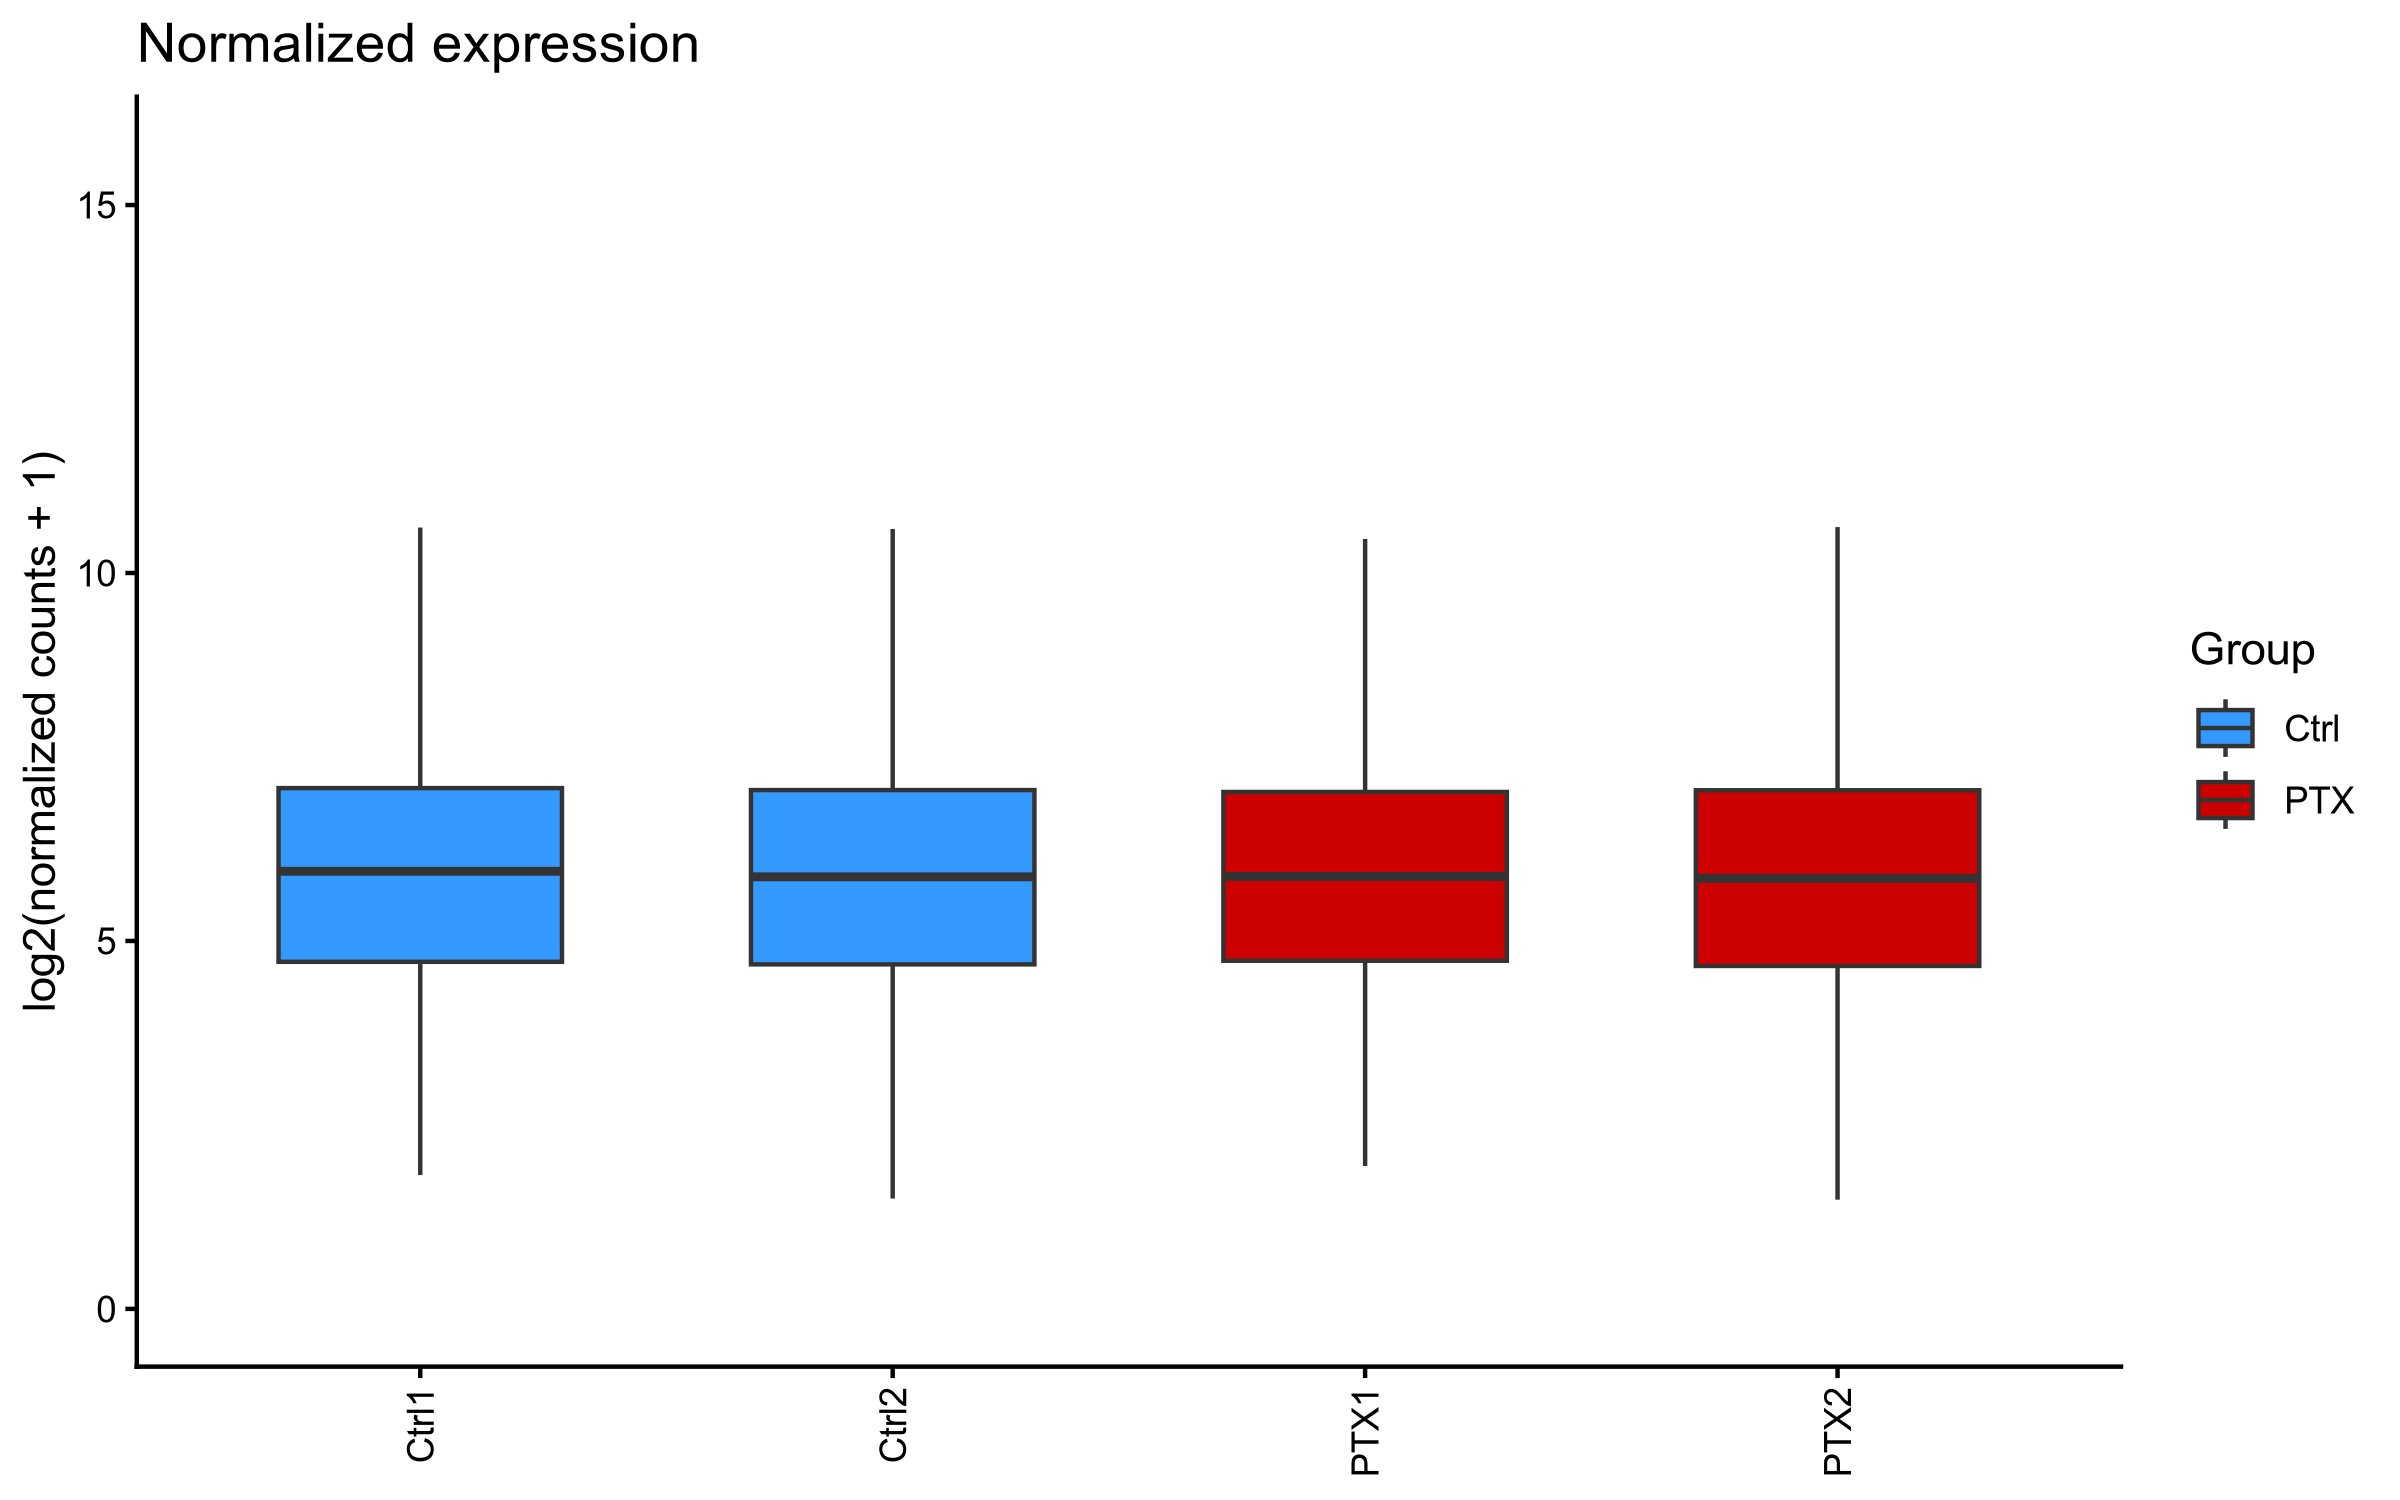 Normalized expression
log2(normalized counts + 1)
15
10
5
0
Ctrl1
Ctrl2
PTX1
PTX2
Group
Ctrl
PTX